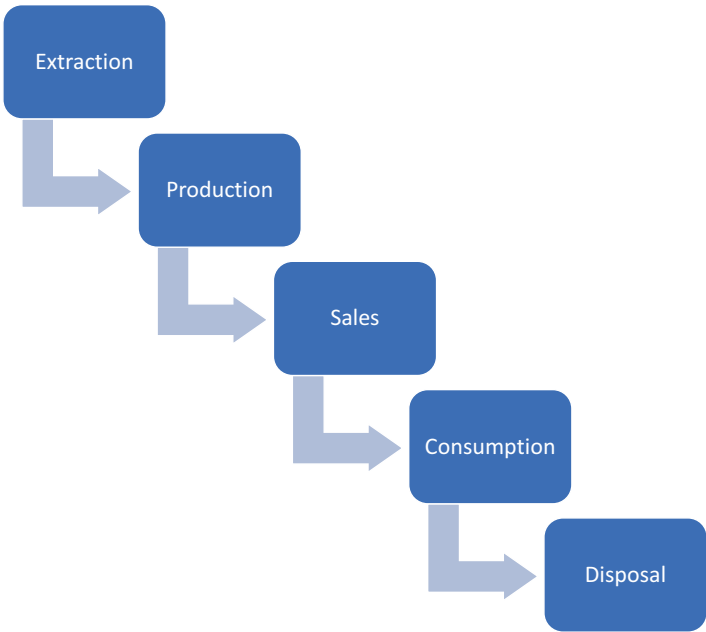 Extraction
Production
Sales
Consumption
Disposal